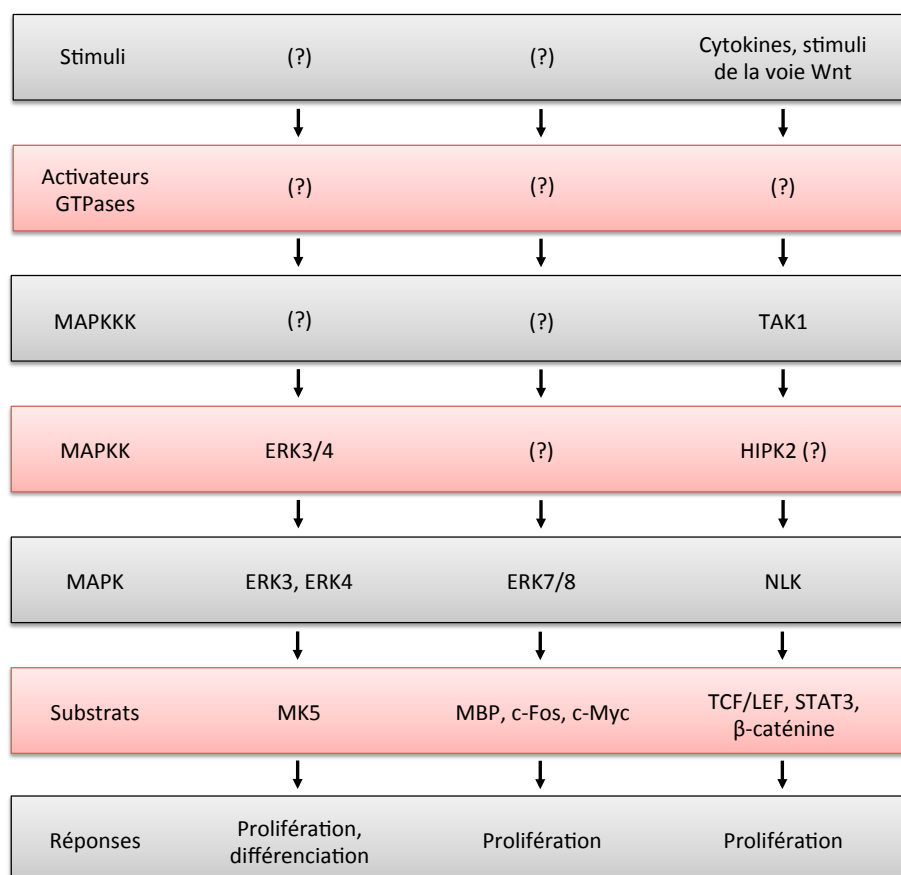 Stimuli
(?)
(?)
Cytokines, stimuli
de la voie Wnt
Activateurs
GTPases
(?)
(?)
(?)
MAPKKK
(?)
(?)
TAK1
MAPKK
ERK3/4
(?)
HIPK2 (?)
MAPK
ERK3, ERK4
ERK7/8
NLK
Substrats
MK5
MBP, c-Fos, c-Myc
TCF/LEF, STAT3,
β-caténine
Réponses
Prolifération,
différenciation
Prolifération
Prolifération